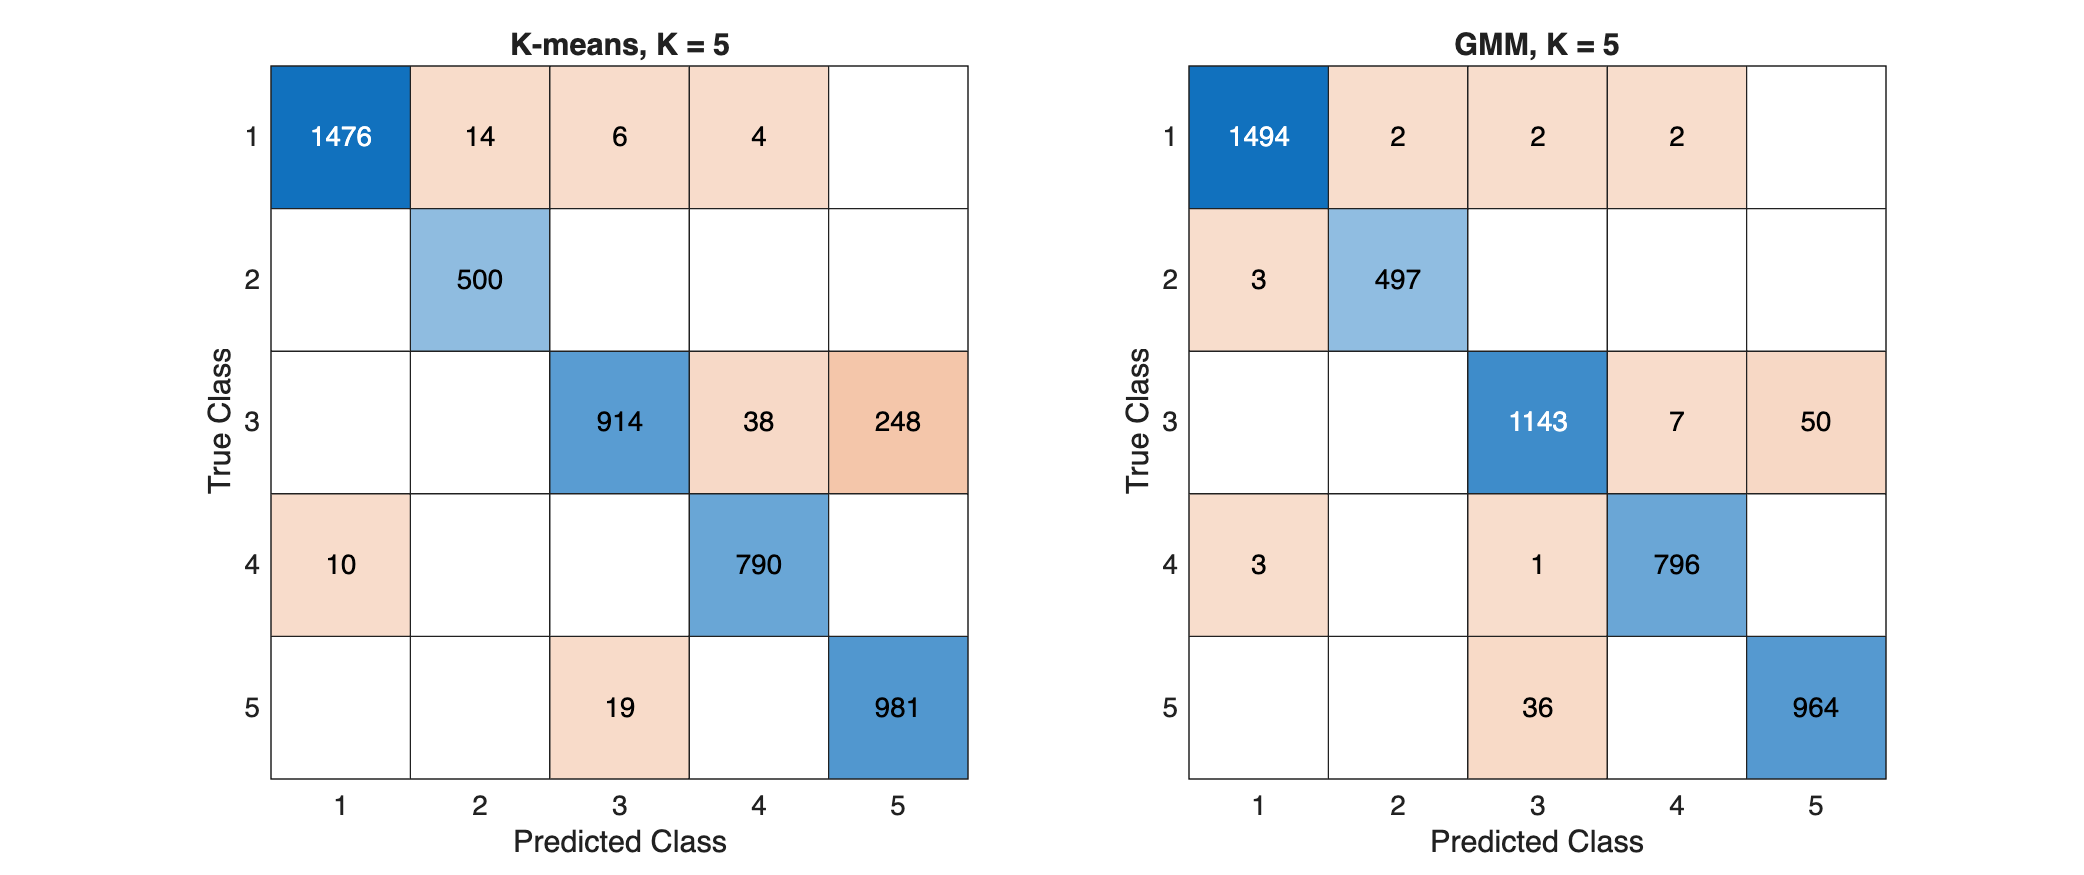 K-means, K = 5
True Class
1 1476 14 6 4
2 500
3 914 38 248
4 10 790
5 19 981
1 2 3 4 5
Predicted Class
GMM, K = 5
True Class
1 1494 2 2 2
2 3 497
3 1143 7 50
4 3 1 796
5 36 964
1 2 3 4 5
Predicted Class